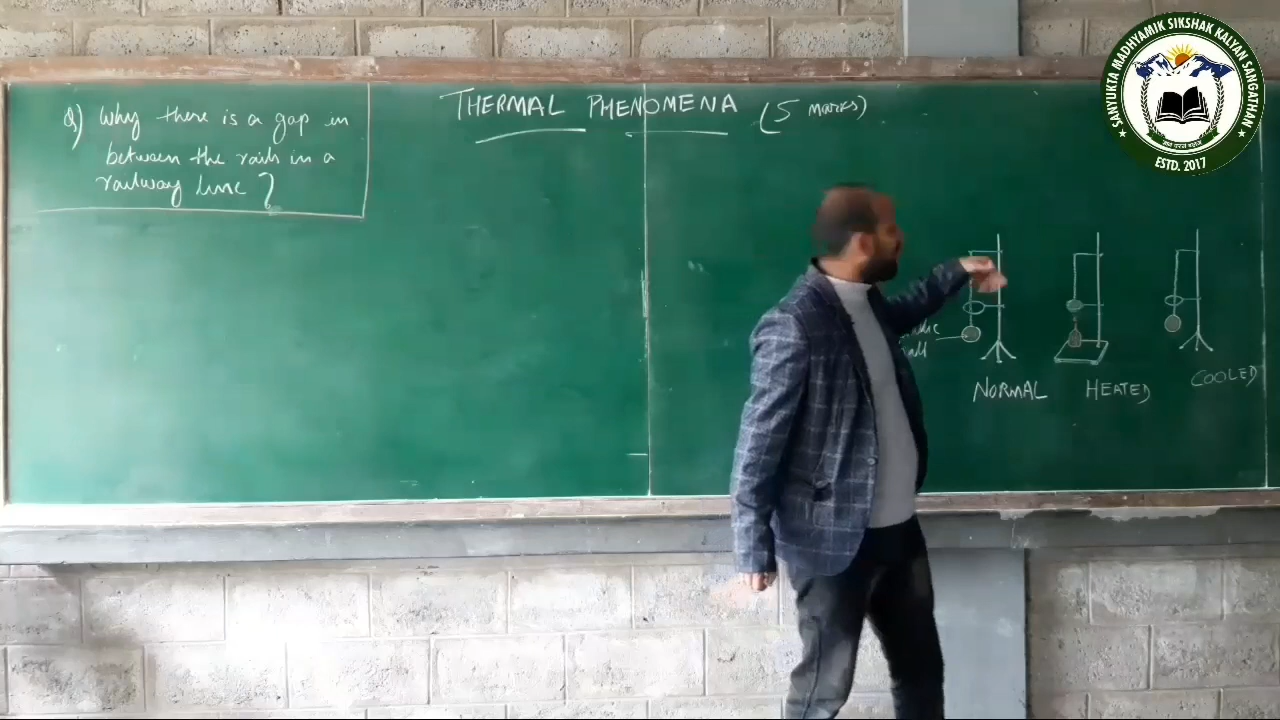 Q) Why there is a gap in
between the rails in a
railway line?
THERMAL PHENOMENA (5 marks)
NORMAL
HEATED
COOLED
SANYUKTA MADHYAMIK SIKSHAK KALYAN SANGATHAN
ESTD. 2017